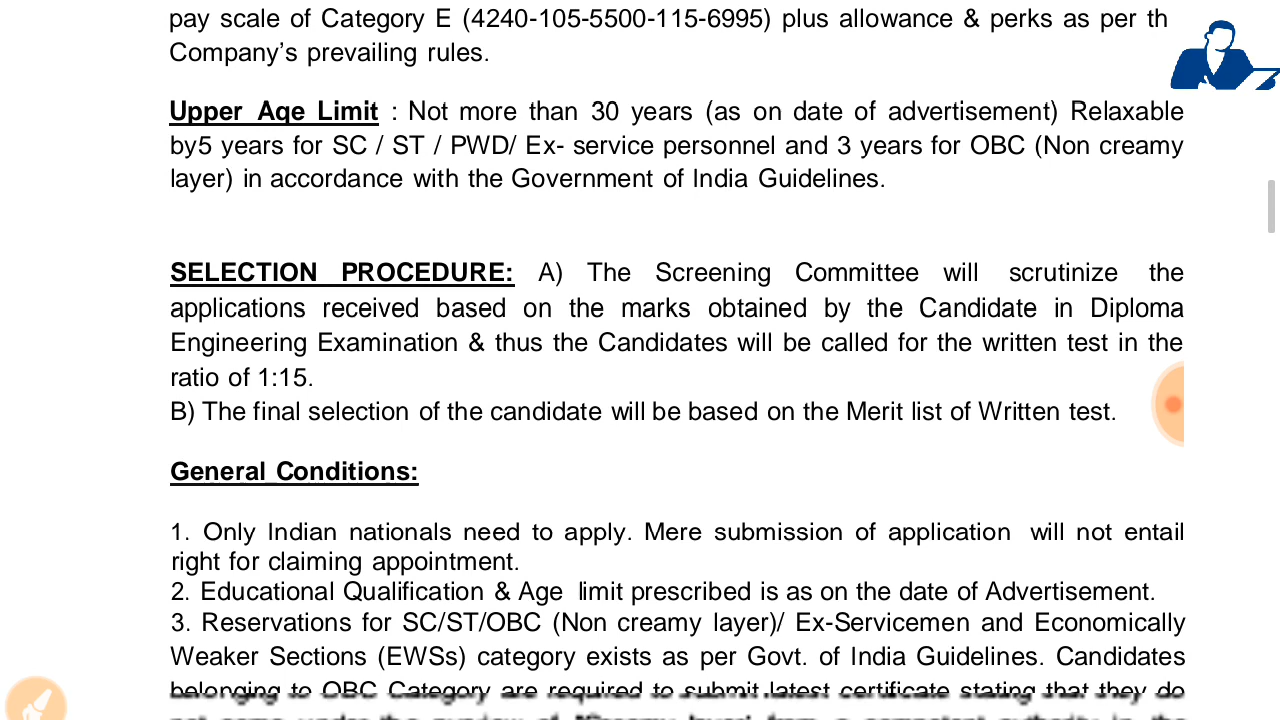 pay scale of Category E (4240-105-5500-115-6995) plus allowance & perks as per th
Company's prevailing rules.
Upper Age Limit : Not more than 30 years (as on date of advertisement) Relaxable
by5 years for SC / ST / PWD/ Ex- service personnel and 3 years for OBC (Non creamy
layer) in accordance with the Government of India Guidelines.
SELECTION PROCEDURE: A) The Screening Committee will scrutinize the
applications received based on the marks obtained by the Candidate in Diploma
Engineering Examination & thus the Candidates will be called for the written test in the
ratio of 1:15.
B) The final selection of the candidate will be based on the Merit list of Written test.
General Conditions:
1. Only Indian nationals need to apply. Mere submission of application will not entail
right for claiming appointment.
2. Educational Qualification & Age limit prescribed is as on the date of Advertisement.
3. Reservations for SC/ST/OBC (Non creamy layer)/ Ex-Servicemen and Economically
Weaker Sections (EWSs) category exists as per Govt. of India Guidelines. Candidates
belonging to OBC Category are required to submit latest certificate stating that they do